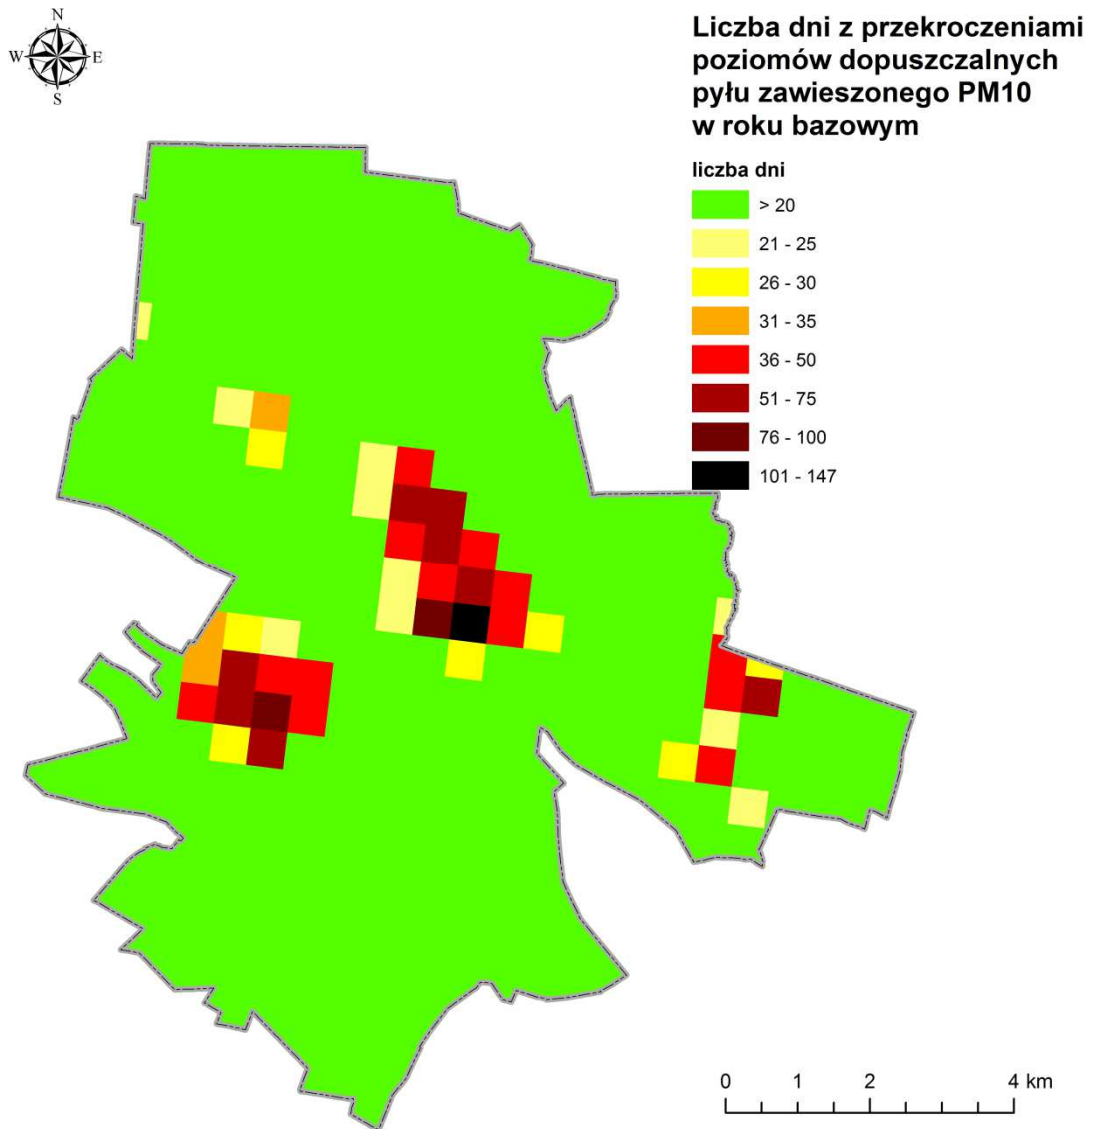 N
W E
S
Liczba dni z przekroczeniami
poziomów dopuszczalnych
pyłu zawieszonego PM10
w roku bazowym
liczba dni
> 20
21 - 25
26 - 30
31 - 35
36 - 50
51 - 75
76 - 100
101 - 147
0 1 2 4 km